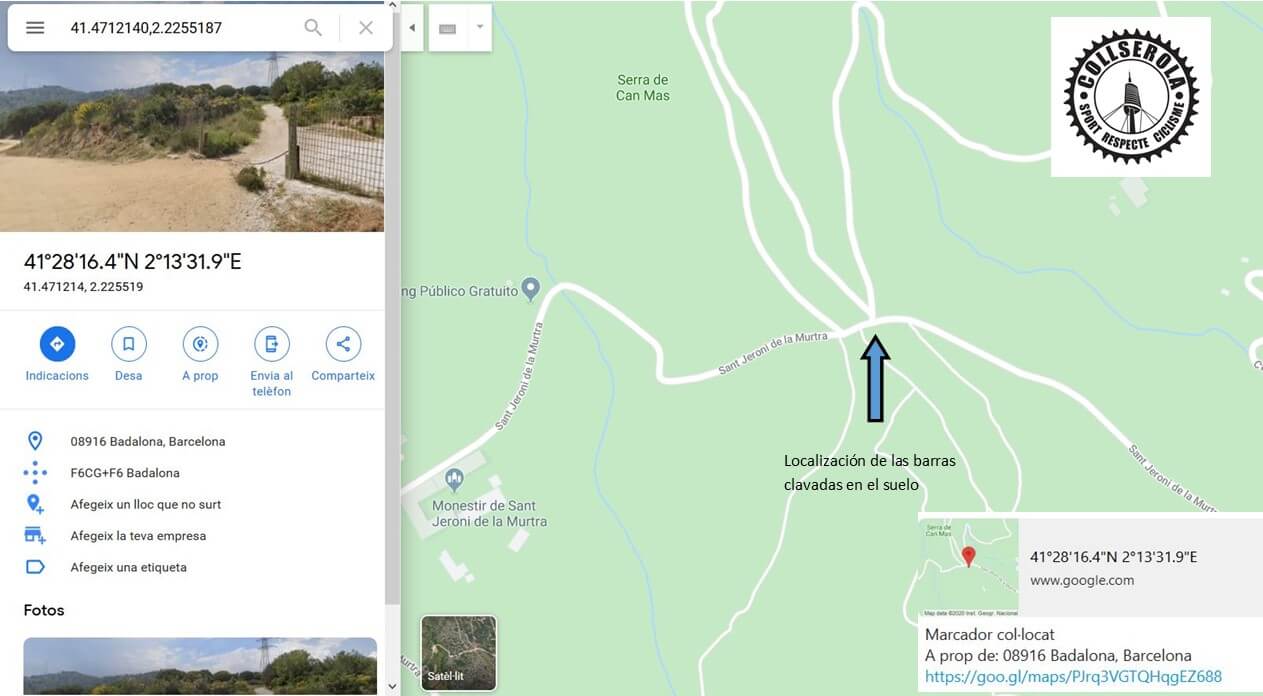 41.4712140,2.2255187
41°28'16.4"N 2°13'31.9"E
41.471214, 2.225519
Indicacions
Desa
A prop
Envia al
telèfon
Comparteix
08916 Badalona, Barcelona
F6CG+F6 Badalona
Afegeix un lloc que no surt
Afegeix la teva empresa
Afegeix una etiqueta
Fotos
Serra de
Can Mas
COLLSEROLA
SPORT RESPECTE CICLISME
ng Público Gratuito
Sant Jeroni de la Murtra
Sant Jeroni de la Murtra
Sant Jeroni de la Murtra
Localización de las barras
clavadas en el suelo
Monestir de Sant
Jeroni de la Murtra
Satèl·lit
Serra de
Can Mas
Map data ©2020 Inst. Geogr. Nacional
41°28'16.4"N 2°13'31.9"E
www.google.com
Marcador col·locat
A prop de: 08916 Badalona, Barcelona
https://goo.gl/maps/PJrq3VGTQHqgEZ688